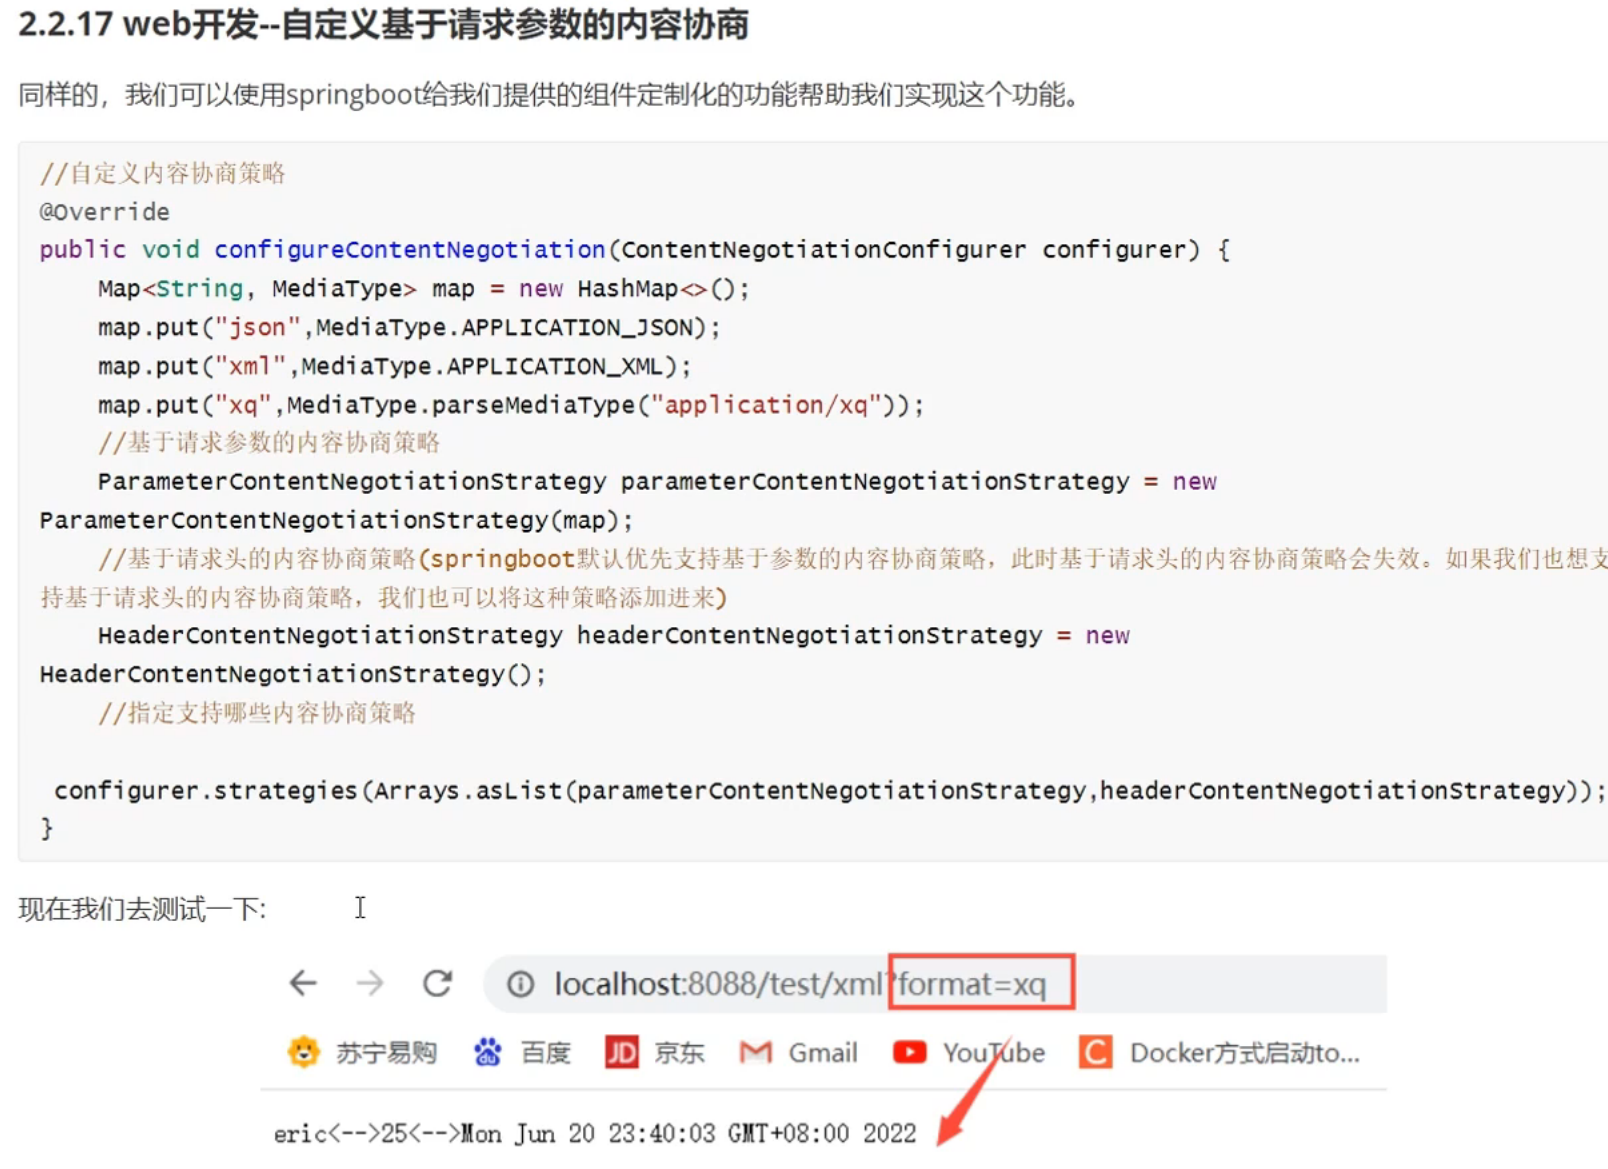 2.2.17 web开发--自定义基于请求参数的内容协商
同样的，我们可以使用springboot给我们提供的组件定制化的功能帮助我们实现这个功能。
//自定义内容协商策略
@Override
public void configureContentNegotiation(ContentNegotiationConfigurer configurer) {
Map<String, MediaType> map = new HashMap<>();
map.put("json",MediaType.APPLICATION_JSON);
map.put("xml",MediaType.APPLICATION_XML);
map.put("xq",MediaType.parseMediaType("application/xq"));
//基于请求参数的内容协商策略
ParameterContentNegotiationStrategy parameterContentNegotiationStrategy = new
ParameterContentNegotiationStrategy(map);
//基于请求头的内容协商策略(springboot默认优先支持基于参数的内容协商策略，此时基于请求头的内容协商策略会失效。如果我们也想支
持基于请求头的内容协商策略，我们也可以将这种策略添加进来)
HeaderContentNegotiationStrategy headerContentNegotiationStrategy = new
HeaderContentNegotiationStrategy();
//指定支持哪些内容协商策略
configurer.strategies(Arrays.asList(parameterContentNegotiationStrategy,headerContentNegotiationStrategy));
}
现在我们去测试一下:
localhost:8088/test/xml?format=xq
苏宁易购 du 百度 JD 京东 Gmail YouTube C Docker方式启动to...
eric<-->25<-->Mon Jun 20 23:40:03 GMT+08:00 2022